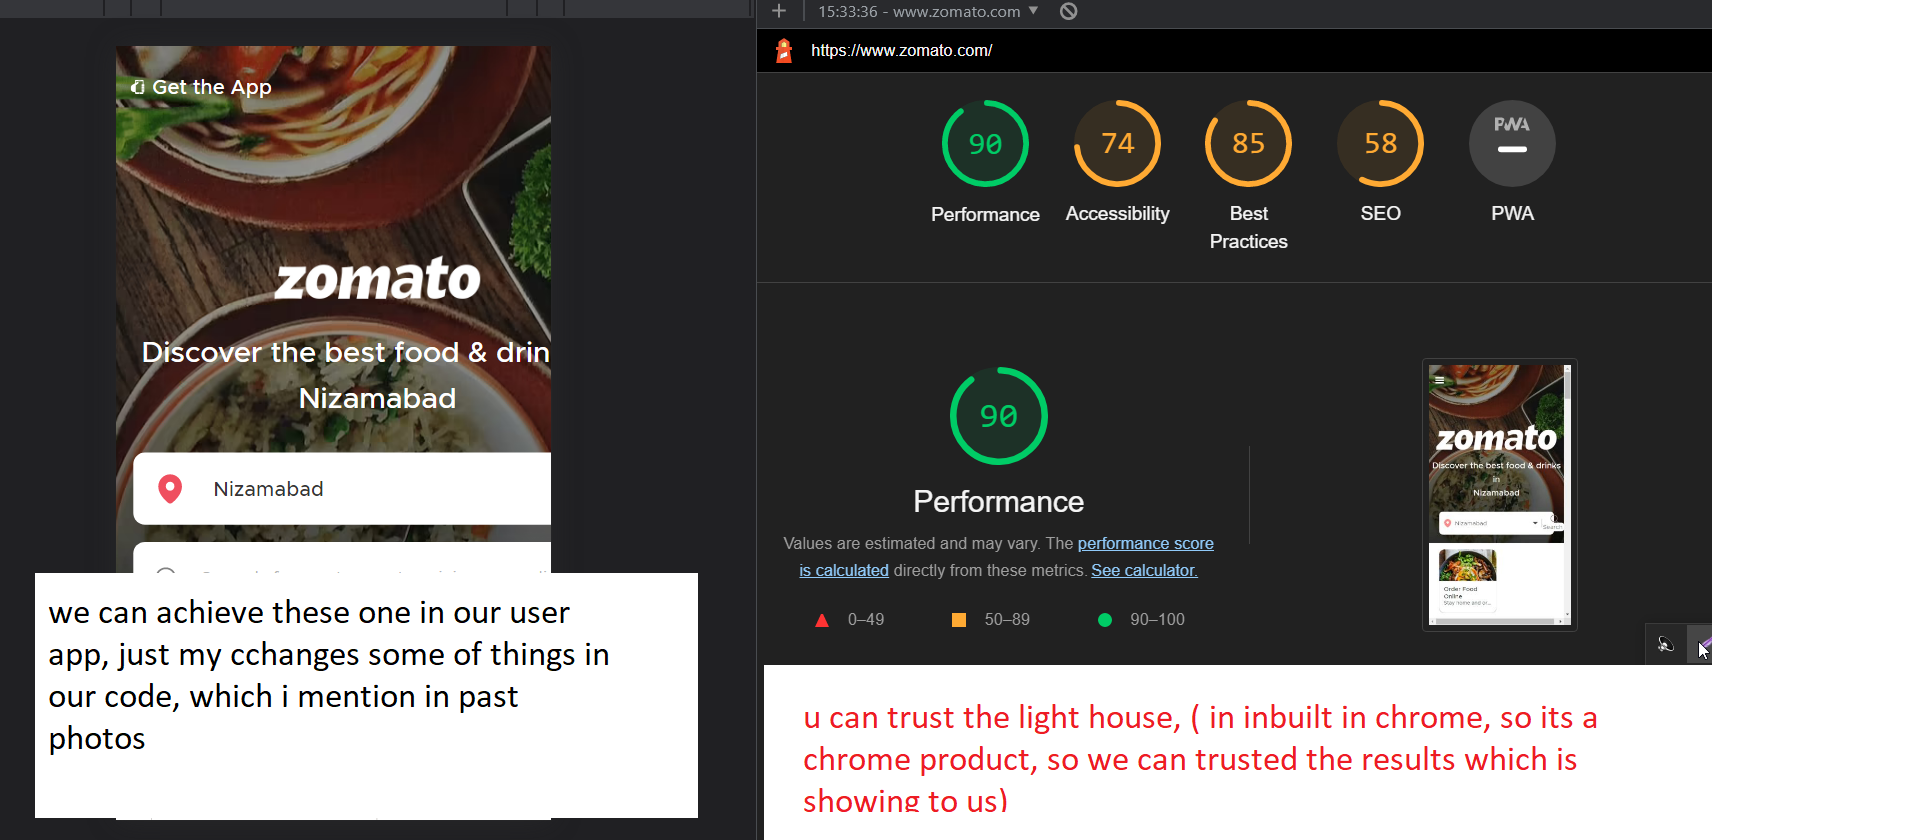 15:33:36 - www.zomato.com
https://www.zomato.com/
Get the App
zomato
Discover the best food & drin
Nizamabad
Nizamabad
we can achieve these one in our user
app, just my cchanges some of things in
our code, which i mention in past
photos
90
74
85
58
PWA
Performance
Accessibility
Best
Practices
SEO
PWA
90
Performance
Values are estimated and may vary. The performance score
is calculated directly from these metrics. See calculator.
0–49
50–89
90–100
zomato
Discover the best food & drinks
in
Nizamabad
Nizamabad
Search
Order Food
Online
Stay home and or...
u can trust the light house, ( in inbuilt in chrome, so its a
chrome product, so we can trusted the results which is
showing to us)